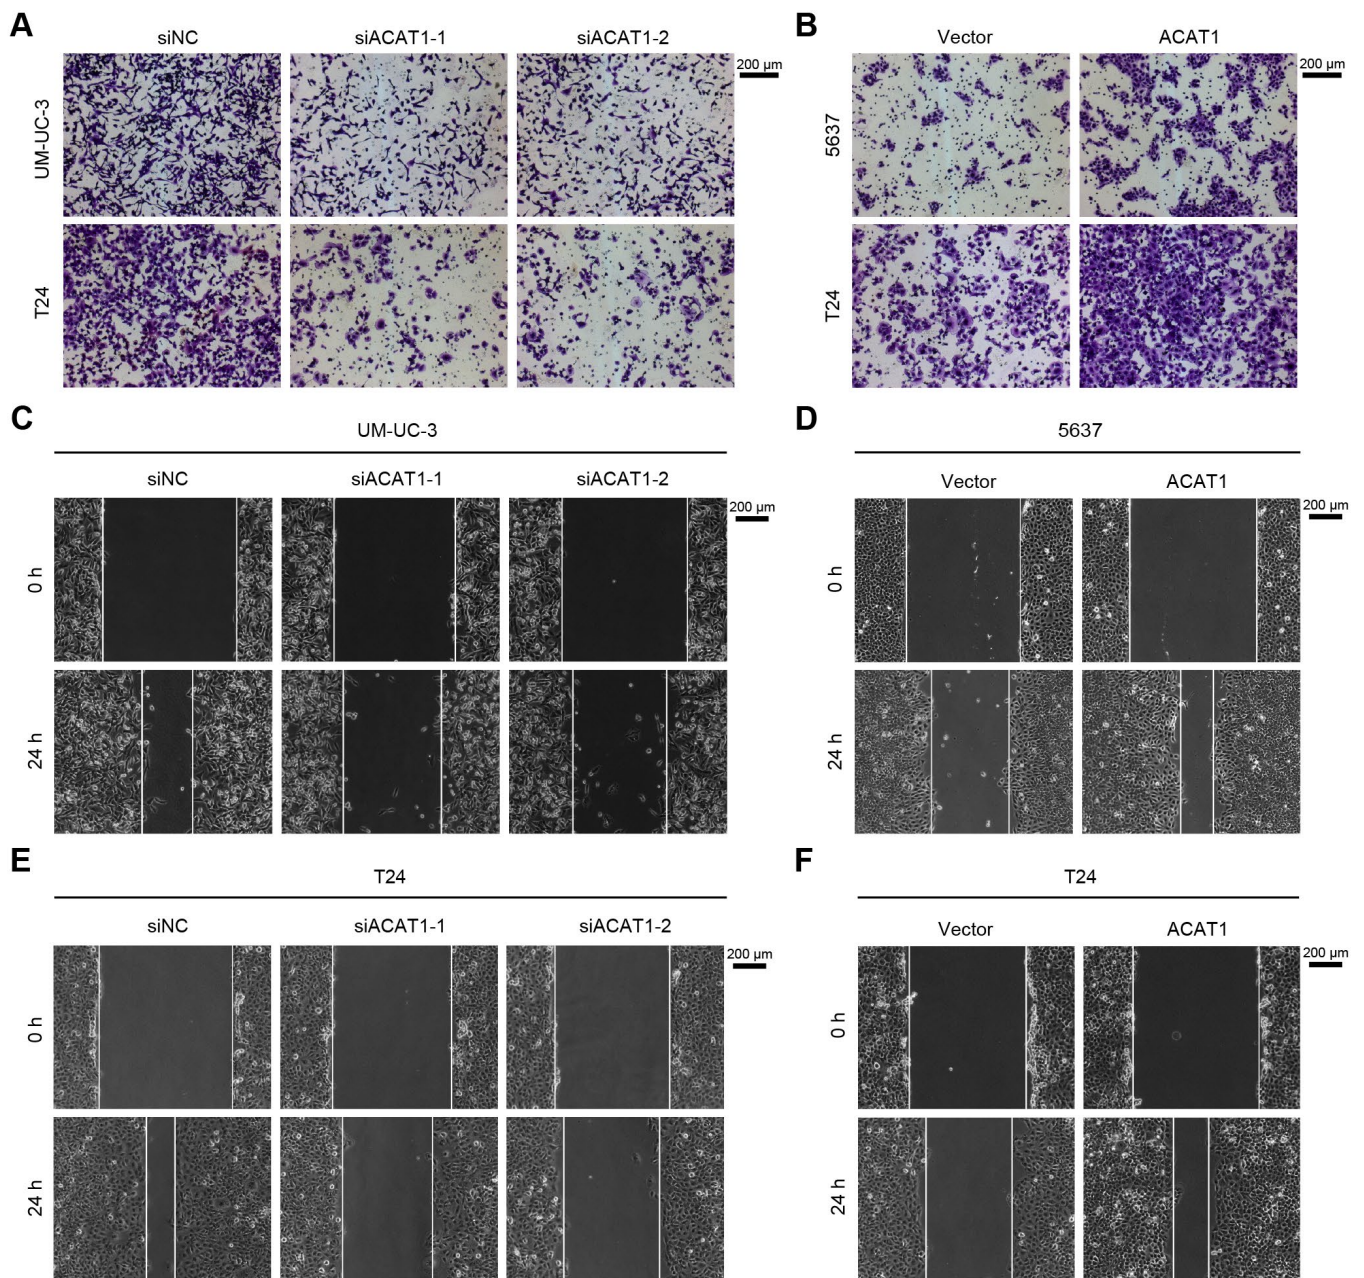 A
siNC
siACAT1-1
siACAT1-2
UM-UC-3
T24
200 µm
B
Vector
ACAT1
5637
T24
200 µm
C
UM-UC-3
siNC
siACAT1-1
siACAT1-2
0 h
24 h
200 µm
D
5637
Vector
ACAT1
0 h
24 h
200 µm
E
T24
siNC
siACAT1-1
siACAT1-2
0 h
24 h
200 µm
F
T24
Vector
ACAT1
0 h
24 h
200 µm